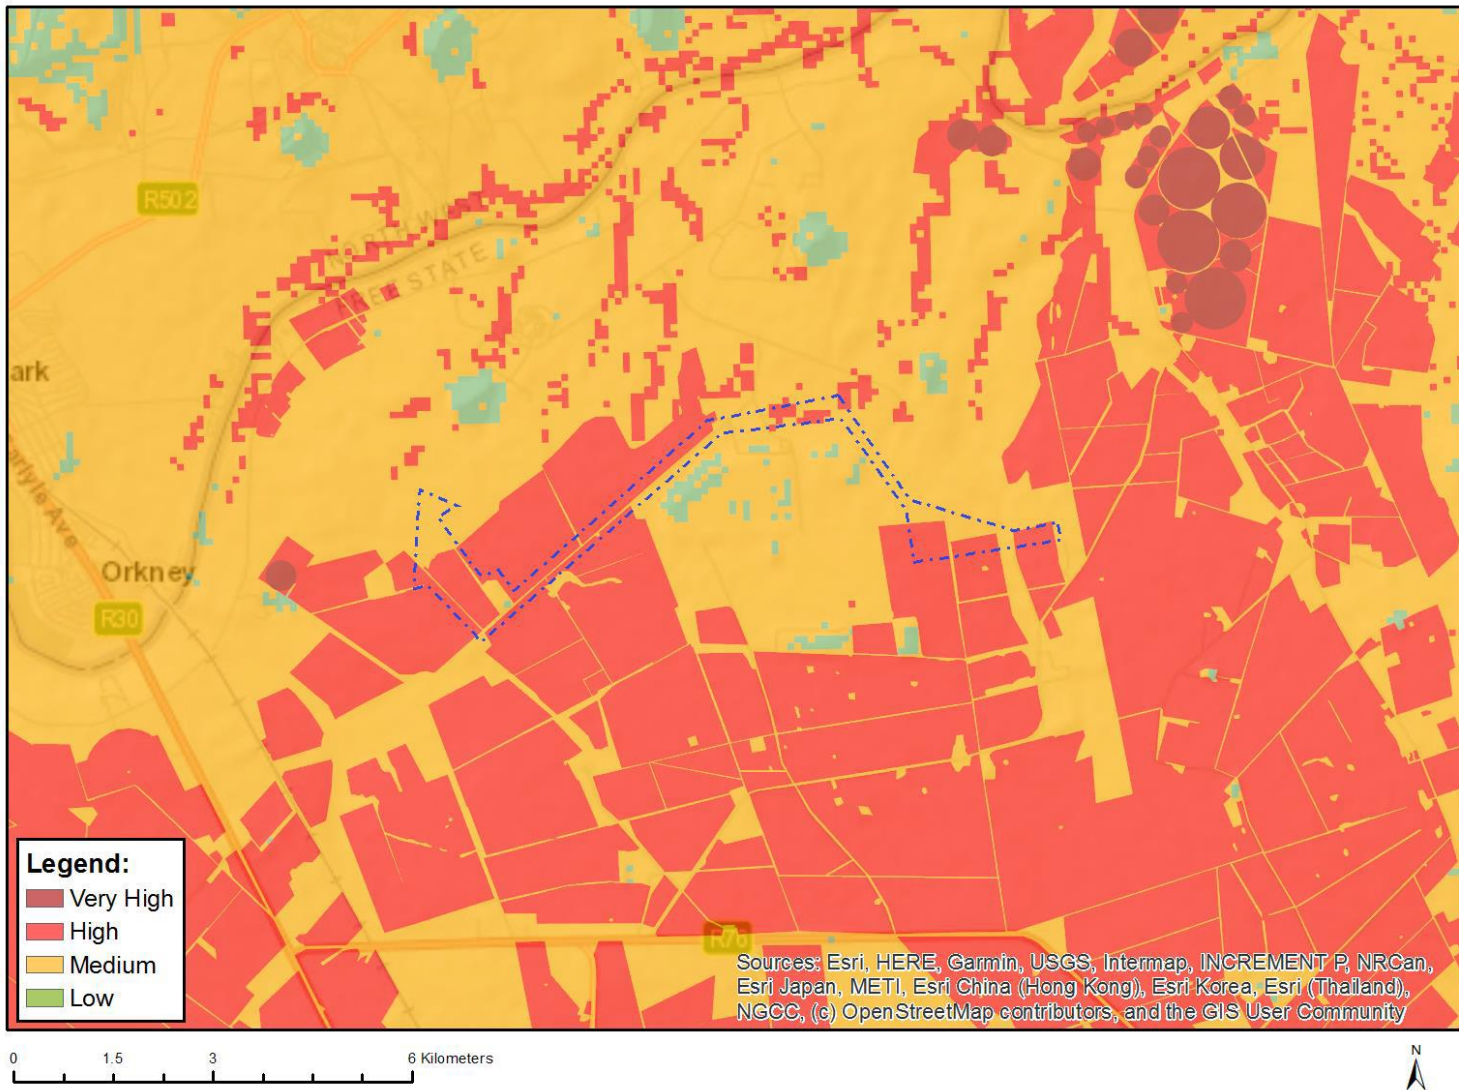 R502
NORTH WEST
FREE STATE
ark
Orkney
R30
R76
Legend:
Very High
High
Medium
Low
Sources: Esri, HERE, Garmin, USGS, Intermap, INCREMENT P, NRCan,
Esri Japan, METI, Esri China (Hong Kong), Esri Korea, Esri (Thailand),
NGCC, (c) OpenStreetMap contributors, and the GIS User Community
0 1.5 3 6 Kilometers
N